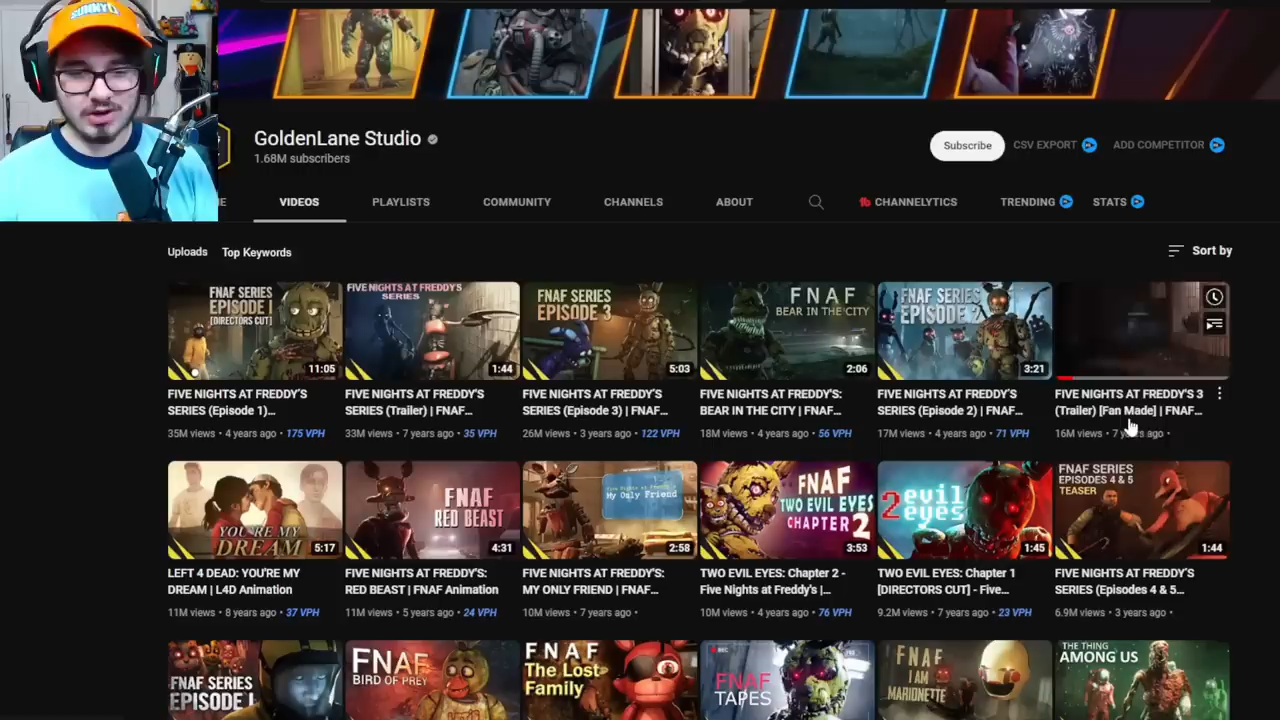 SUNNYD
GoldenLane Studio
1.68M subscribers
Subscribe
CSV EXPORT
ADD COMPETITOR
VIDEOS
PLAYLISTS
COMMUNITY
CHANNELS
ABOUT
CHANNELYTICS
TRENDING
STATS
Uploads
Top Keywords
Sort by
FNAF SERIES
EPISODE 1
[DIRECTORS CUT]
11:05
FIVE NIGHTS AT FREDDY'S
SERIES
1:44
FNAF SERIES
EPISODE 3
5:03
FNAF
BEAR IN THE CITY
2:06
FNAF SERIES
EPISODE 2
3:21
FIVE NIGHTS AT FREDDY'S
SERIES (Episode 1)...
35M views • 4 years ago • 175 VPH
FIVE NIGHTS AT FREDDY'S
SERIES (Trailer) | FNAF...
33M views • 7 years ago • 35 VPH
FIVE NIGHTS AT FREDDY'S
SERIES (Episode 3) | FNAF...
26M views • 3 years ago • 122 VPH
FIVE NIGHTS AT FREDDY'S:
BEAR IN THE CITY | FNAF...
18M views • 4 years ago • 56 VPH
FIVE NIGHTS AT FREDDY'S
SERIES (Episode 2) | FNAF...
17M views • 4 years ago • 71 VPH
FIVE NIGHTS AT FREDDY'S 3
(Trailer) [Fan Made] | FNAF...
16M views • 7 years ago •
YOU'RE MY
DREAM
5:17
FNAF
RED BEAST
4:31
Five Nights at Freddy's
My Only Friend
2:58
FNAF
TWO EVIL EYES
CHAPTER 2
3:53
2 evil
eyes
1:45
FNAF SERIES
EPISODES 4 & 5
TEASER
1:44
LEFT 4 DEAD: YOU'RE MY
DREAM | L4D Animation
11M views • 8 years ago • 37 VPH
FIVE NIGHTS AT FREDDY'S:
RED BEAST | FNAF Animation
11M views • 5 years ago • 24 VPH
FIVE NIGHTS AT FREDDY'S:
MY ONLY FRIEND | FNAF...
10M views • 7 years ago •
TWO EVIL EYES: Chapter 2 -
Five Nights at Freddy's |...
10M views • 4 years ago • 76 VPH
TWO EVIL EYES: Chapter 1
[DIRECTORS CUT] - Five...
9.2M views • 7 years ago • 23 VPH
FIVE NIGHTS AT FREDDY'S
SERIES (Episodes 4 & 5...
6.9M views • 3 years ago •
FNAF SERIES
EPISODE 1
FNAF
BIRD OF PREY
FNAF
The Lost
Family
REC
FNAF
TAPES
FNAF
I AM
MARIONETTE
THE THING
AMONG US